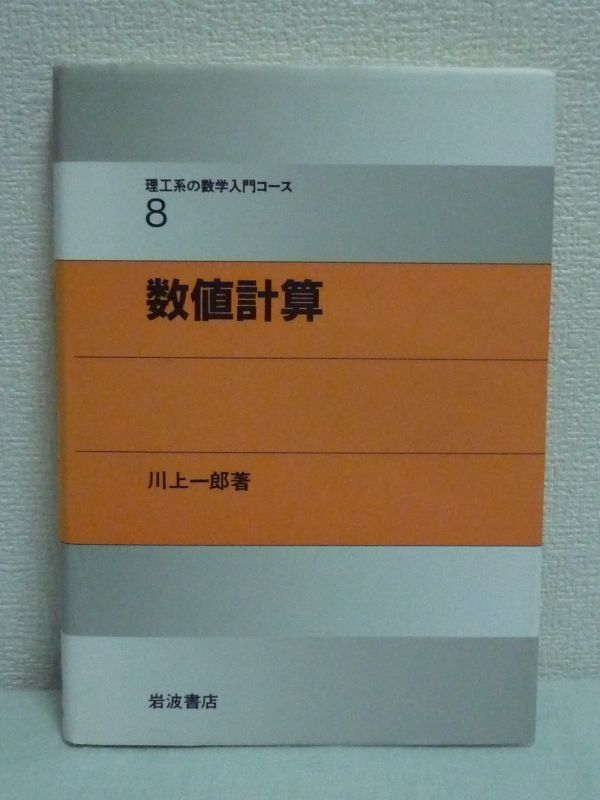 理工系の数学入門コース
8
数値計算
川上一郎著
岩波書店